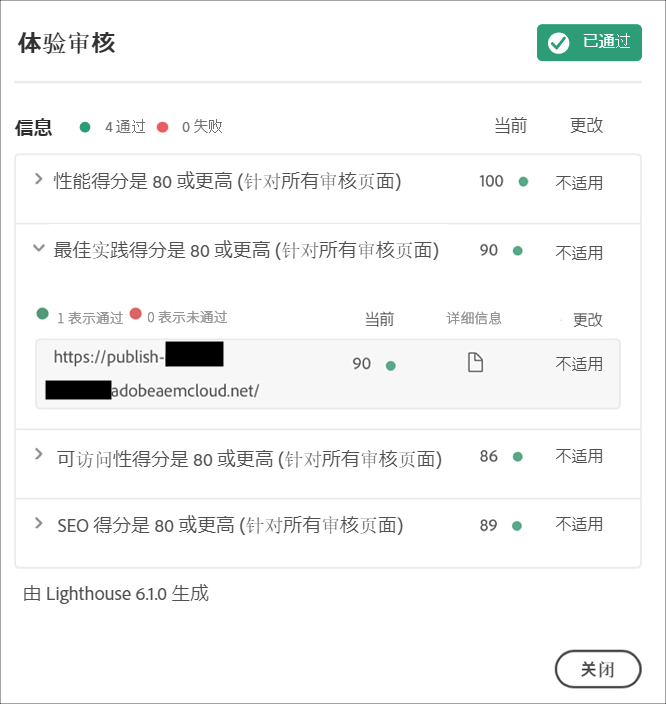 体验审核
已通过
信息 4 通过 0 失败 当前 更改
性能得分是 80 或更高 (针对所有审核页面) 100 不适用
最佳实践得分是 80 或更高 (针对所有审核页面) 90 不适用
1 表示通过 0 表示未通过 当前 详细信息 更改
https://publish- 90 不适用
adobeaemcloud.net/
可访问性得分是 80 或更高 (针对所有审核页面) 86 不适用
SEO 得分是 80 或更高 (针对所有审核页面) 89 不适用
由 Lighthouse 6.1.0 生成
关闭